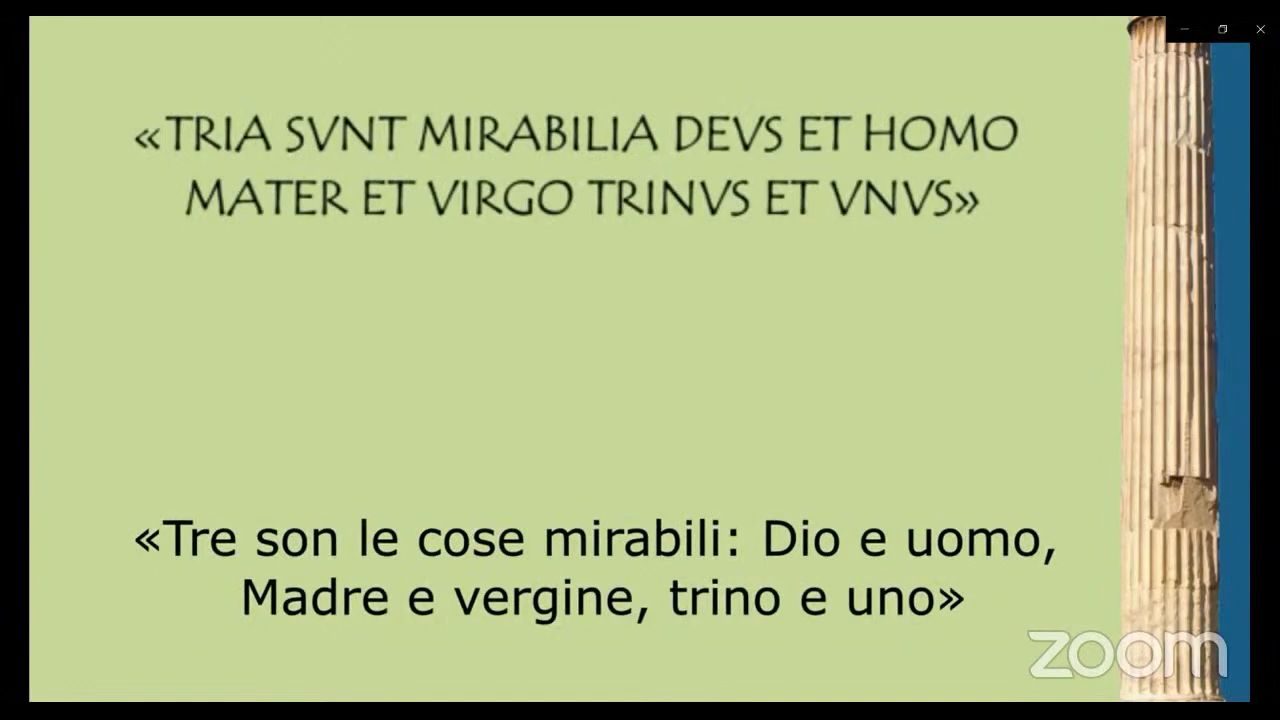 «TRIA SVNT MIRABILIA DEVS ET HOMO
MATER ET VIRGO TRINVS ET VNVS»
«Tre son le cose mirabili: Dio e uomo,
Madre e vergine, trino e uno»
zoom